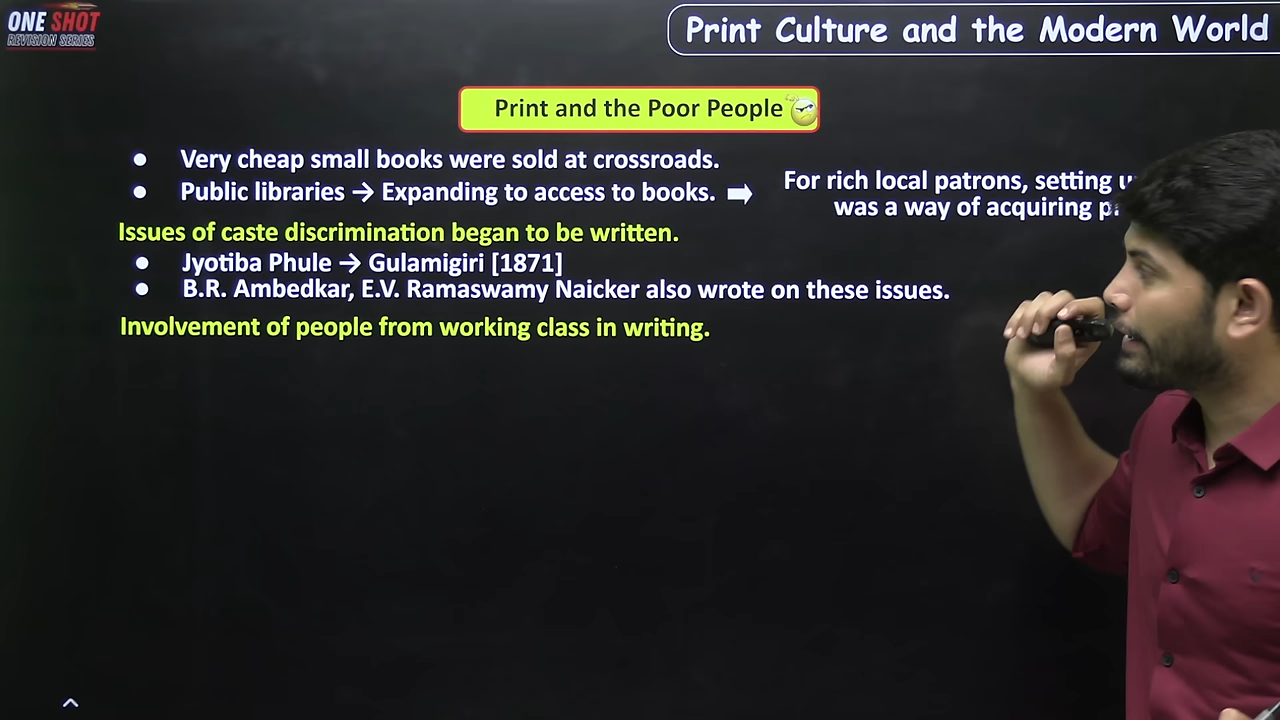 ONE SHOT
REVISION SERIES
Print Culture and the Modern World
Print and the Poor People
● Very cheap small books were sold at crossroads.
● Public libraries → Expanding to access to books. ➡ For rich local patrons, setting
was a way of acquiring
Issues of caste discrimination began to be written.
● Jyotiba Phule → Gulamigiri [1871]
● B.R. Ambedkar, E.V. Ramaswamy Naicker also wrote on these issues.
Involvement of people from working class in writing.